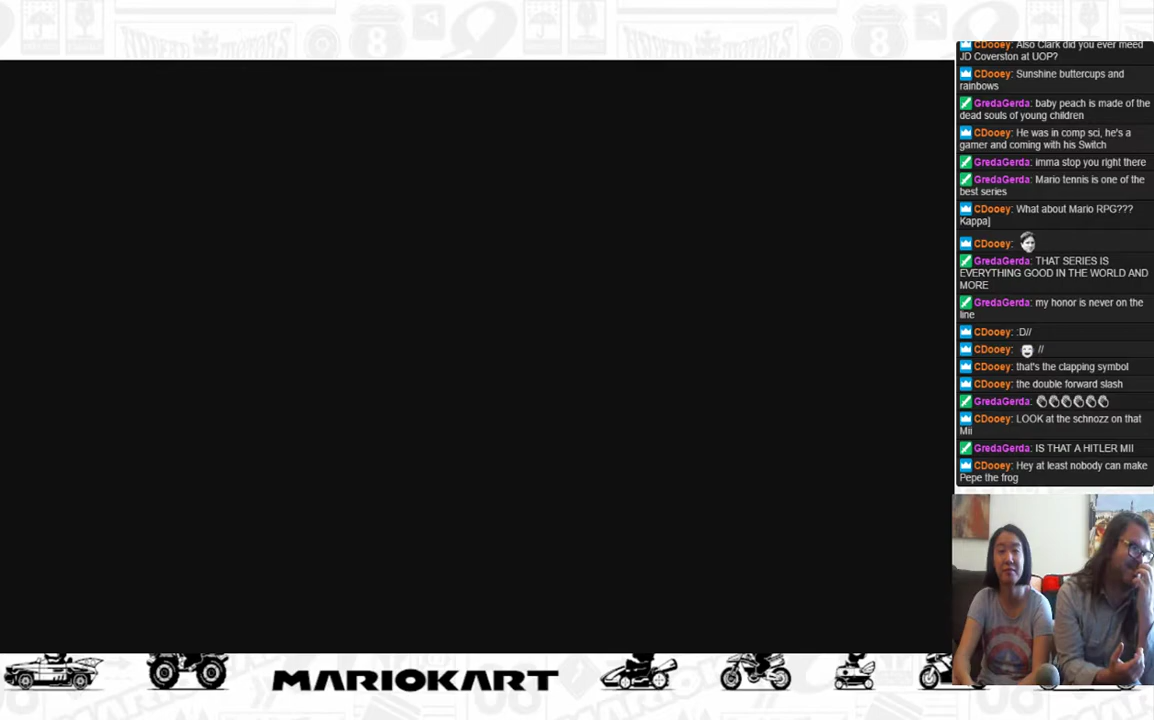 CDooey: Also Clark did you ever meed
JD Coverston at UOP?
CDooey: Sunshine buttercups and
rainbows
GredaGerda: baby peach is made of the
dead souls of young children
CDooey: He was in comp sci, he's a
gamer and coming with his Switch
GredaGerda: imma stop you right there
GredaGerda: Mario tennis is one of the
best series
CDooey: What about Mario RPG???
Kappa]
CDooey:
GredaGerda: THAT SERIES IS
EVERYTHING GOOD IN THE WORLD AND
MORE
GredaGerda: my honor is never on the
line
CDooey: :D//
CDooey: //
CDooey: that's the clapping symbol
CDooey: the double forward slash
GredaGerda:
CDooey: LOOK at the schnozz on that
Mii
GredaGerda: IS THAT A HITLER MII
CDooey: Hey at least nobody can make
Pepe the frog
MARIOKART